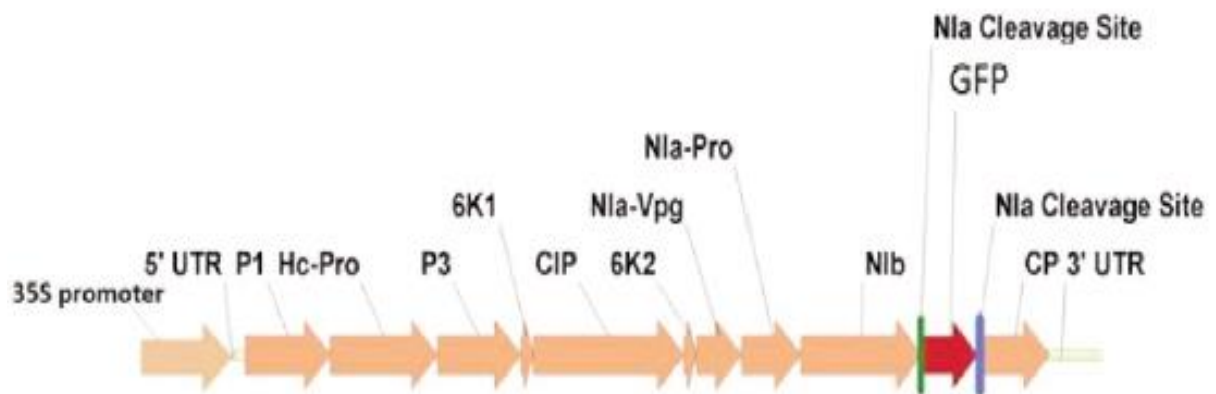 NIa Cleavage Site
GFP
NIa-Pro
6K1 NIa-Vpg NIa Cleavage Site
5' UTR P1 Hc-Pro P3 CIP 6K2 NIb CP 3' UTR
35S promoter